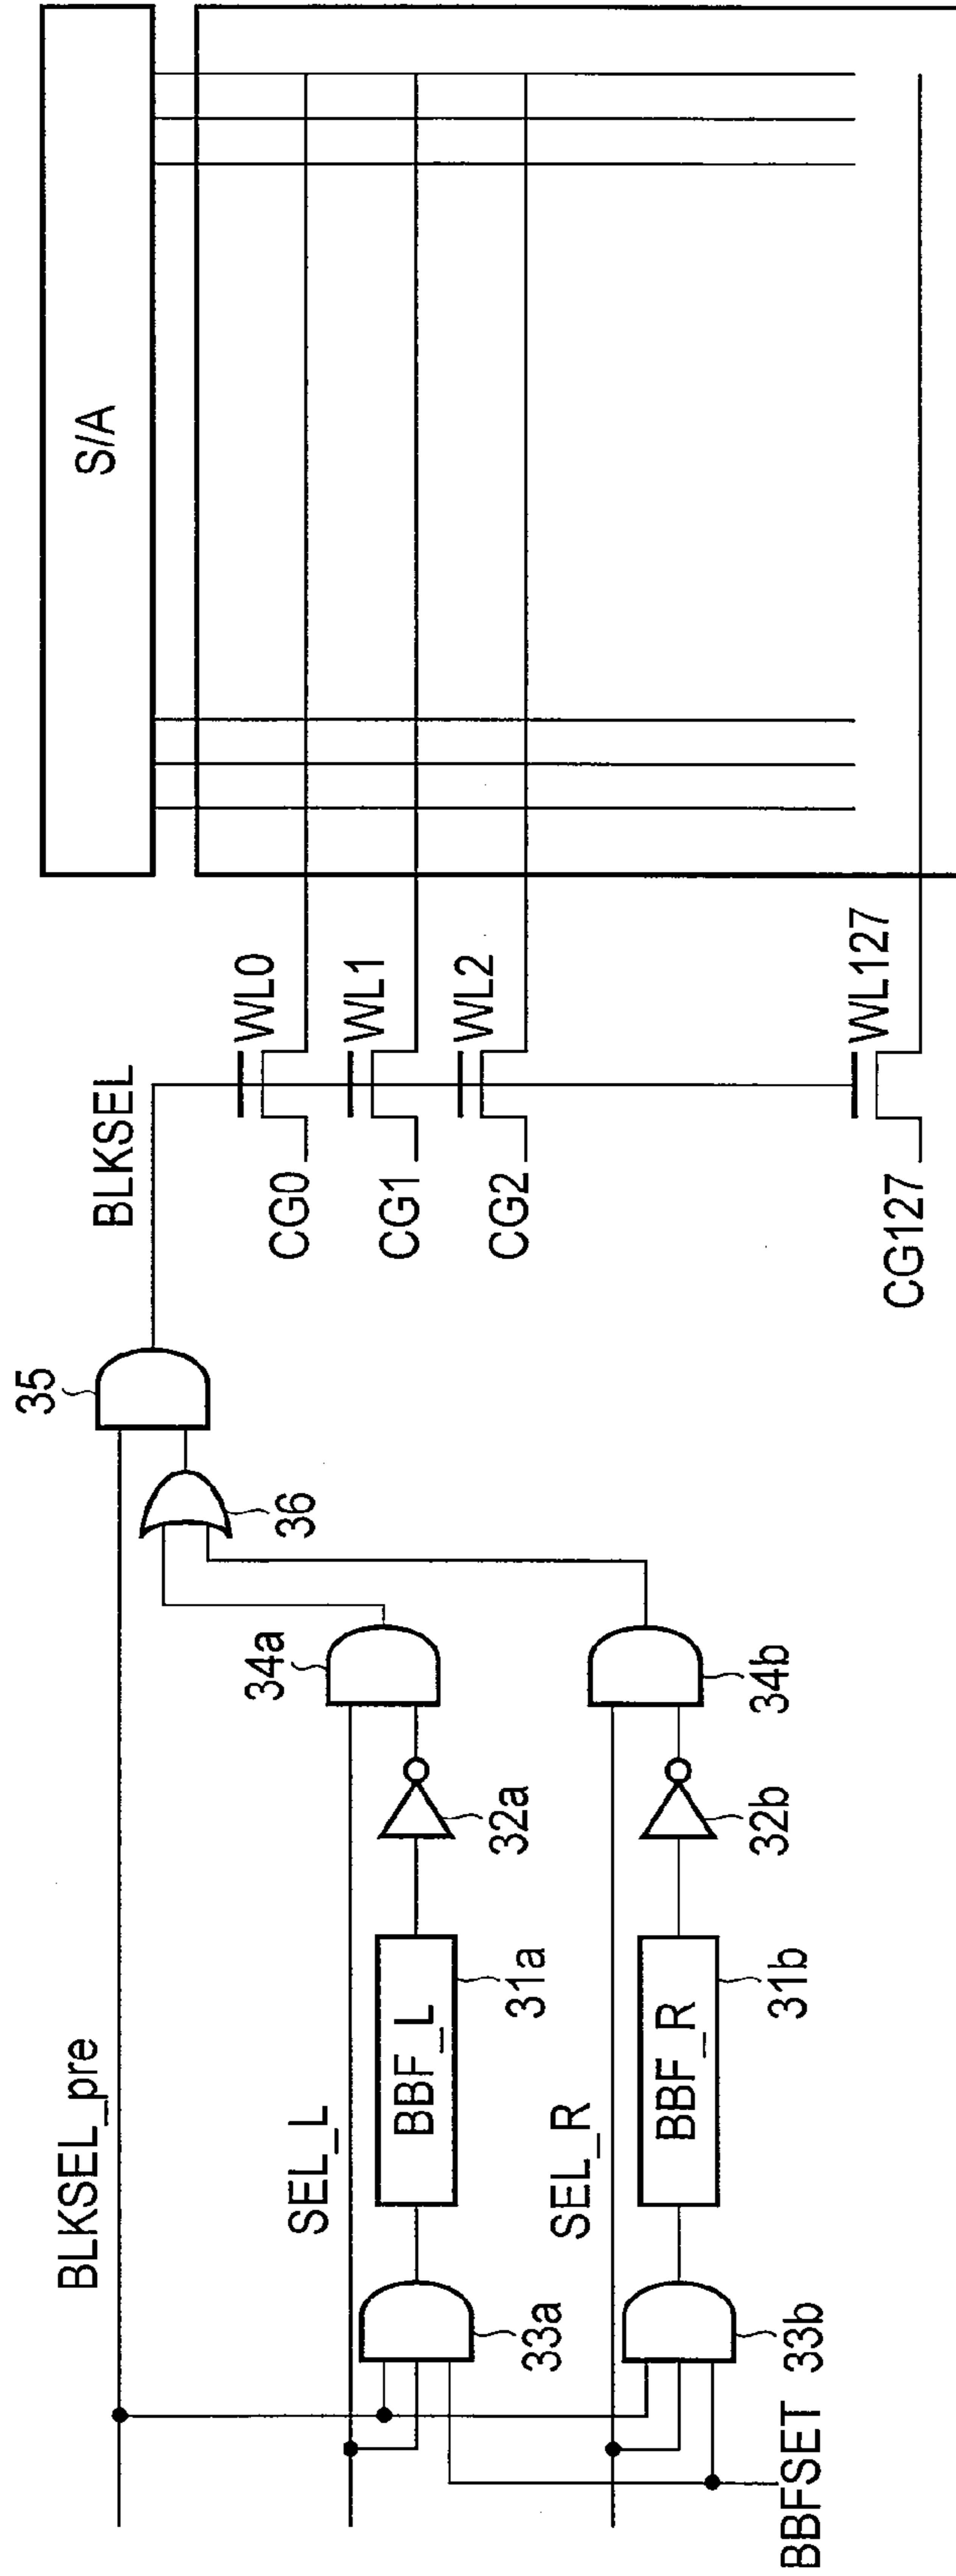 BLKSEL_pre
SEL_L
BBF_L
31a
32a
33a
34a
SEL_R
BBF_R
31b
32b
33b
34b
BBFSET
35
36
BLKSEL
CG0
WL0
CG1
WL1
CG2
WL2
CG127
WL127
S/A